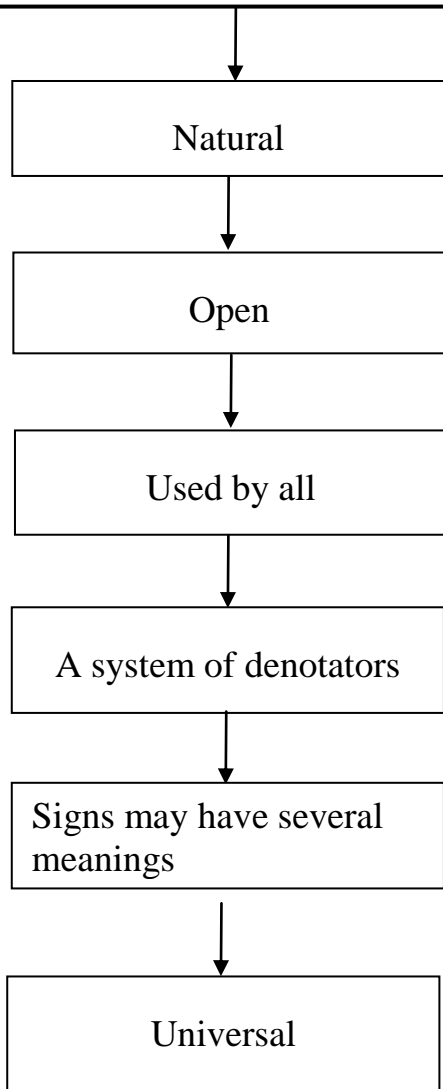 Natural
Open
Used by all
A system of denotators
Signs may have several
meanings
Universal